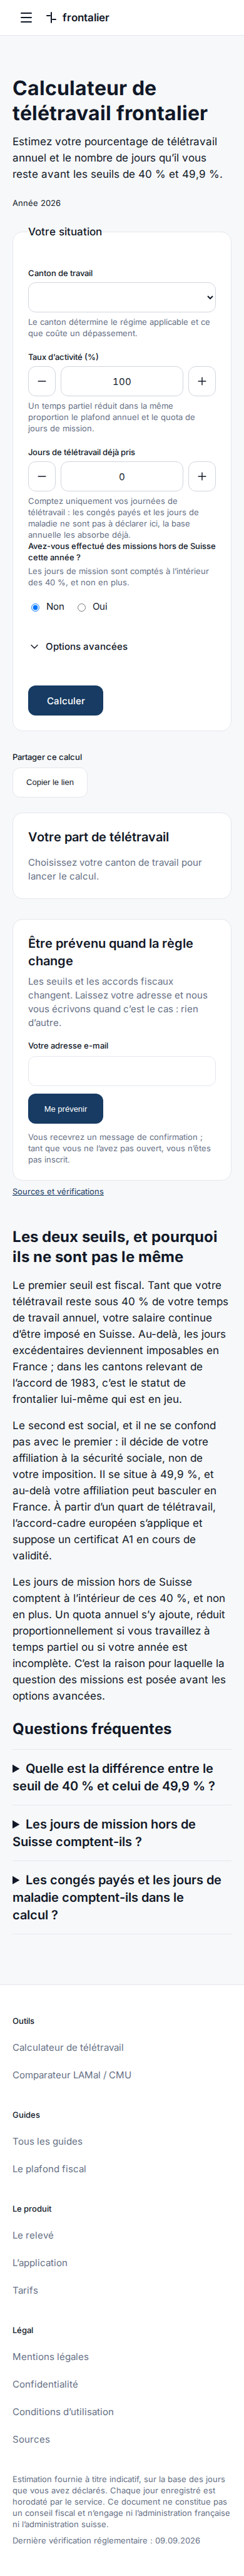 frontalier
Calculateur de
télétravail frontalier
Estimez votre pourcentage de télétravail
annuel et le nombre de jours qu’il vous
reste avant les seuils de 40 % et 49,9 %.
Année 2026
Votre situation
Canton de travail
Le canton détermine le régime applicable et ce
que coûte un dépassement.
Taux d’activité (%)
100
Un temps partiel réduit dans la même
proportion le plafond annuel et le quota de
jours de mission.
Jours de télétravail déjà pris
0
Comptez uniquement vos journées de
télétravail : les congés payés et les jours de
maladie ne sont pas à déclarer ici, la base
annuelle les absorbe déjà.
Avez-vous effectué des missions hors de Suisse
cette année ?
Les jours de mission sont comptés à l’intérieur
des 40 %, et non en plus.
Non Oui
Options avancées
Calculer
Partager ce calcul
Copier le lien
Votre part de télétravail
Choisissez votre canton de travail pour
lancer le calcul.
Être prévenu quand la règle
change
Les seuils et les accords fiscaux
changent. Laissez votre adresse et nous
vous écrivons quand c’est le cas : rien
d’autre.
Votre adresse e-mail
Me prévenir
Vous recevrez un message de confirmation ;
tant que vous ne l’avez pas ouvert, vous n’êtes
pas inscrit.
Sources et vérifications
Les deux seuils, et pourquoi
ils ne sont pas le même
Le premier seuil est fiscal. Tant que votre
télétravail reste sous 40 % de votre temps
de travail annuel, votre salaire continue
d’être imposé en Suisse. Au-delà, les jours
excédentaires deviennent imposables en
France ; dans les cantons relevant de
l’accord de 1983, c’est le statut de
frontalier lui-même qui est en jeu.
Le second est social, et il ne se confond
pas avec le premier : il décide de votre
affiliation à la sécurité sociale, non de
votre imposition. Il se situe à 49,9 %, et
au-delà votre affiliation peut basculer en
France. À partir d’un quart de télétravail,
l’accord-cadre européen s’applique et
suppose un certificat A1 en cours de
validité.
Les jours de mission hors de Suisse
comptent à l’intérieur de ces 40 %, et non
en plus. Un quota annuel s’y ajoute, réduit
proportionnellement si vous travaillez à
temps partiel ou si votre année est
incomplète. C’est la raison pour laquelle la
question des missions est posée avant les
options avancées.
Questions fréquentes
Quelle est la différence entre le
seuil de 40 % et celui de 49,9 % ?
Les jours de mission hors de
Suisse comptent-ils ?
Les congés payés et les jours de
maladie comptent-ils dans le
calcul ?
Outils
Calculateur de télétravail
Comparateur LAMal / CMU
Guides
Tous les guides
Le plafond fiscal
Le produit
Le relevé
L’application
Tarifs
Légal
Mentions légales
Confidentialité
Conditions d’utilisation
Sources
Estimation fournie à titre indicatif, sur la base des jours
que vous avez déclarés. Chaque jour enregistré est
horodaté par le service. Ce document ne constitue pas
un conseil fiscal et n’engage ni l’administration française
ni l’administration suisse.
Dernière vérification réglementaire : 09.09.2026